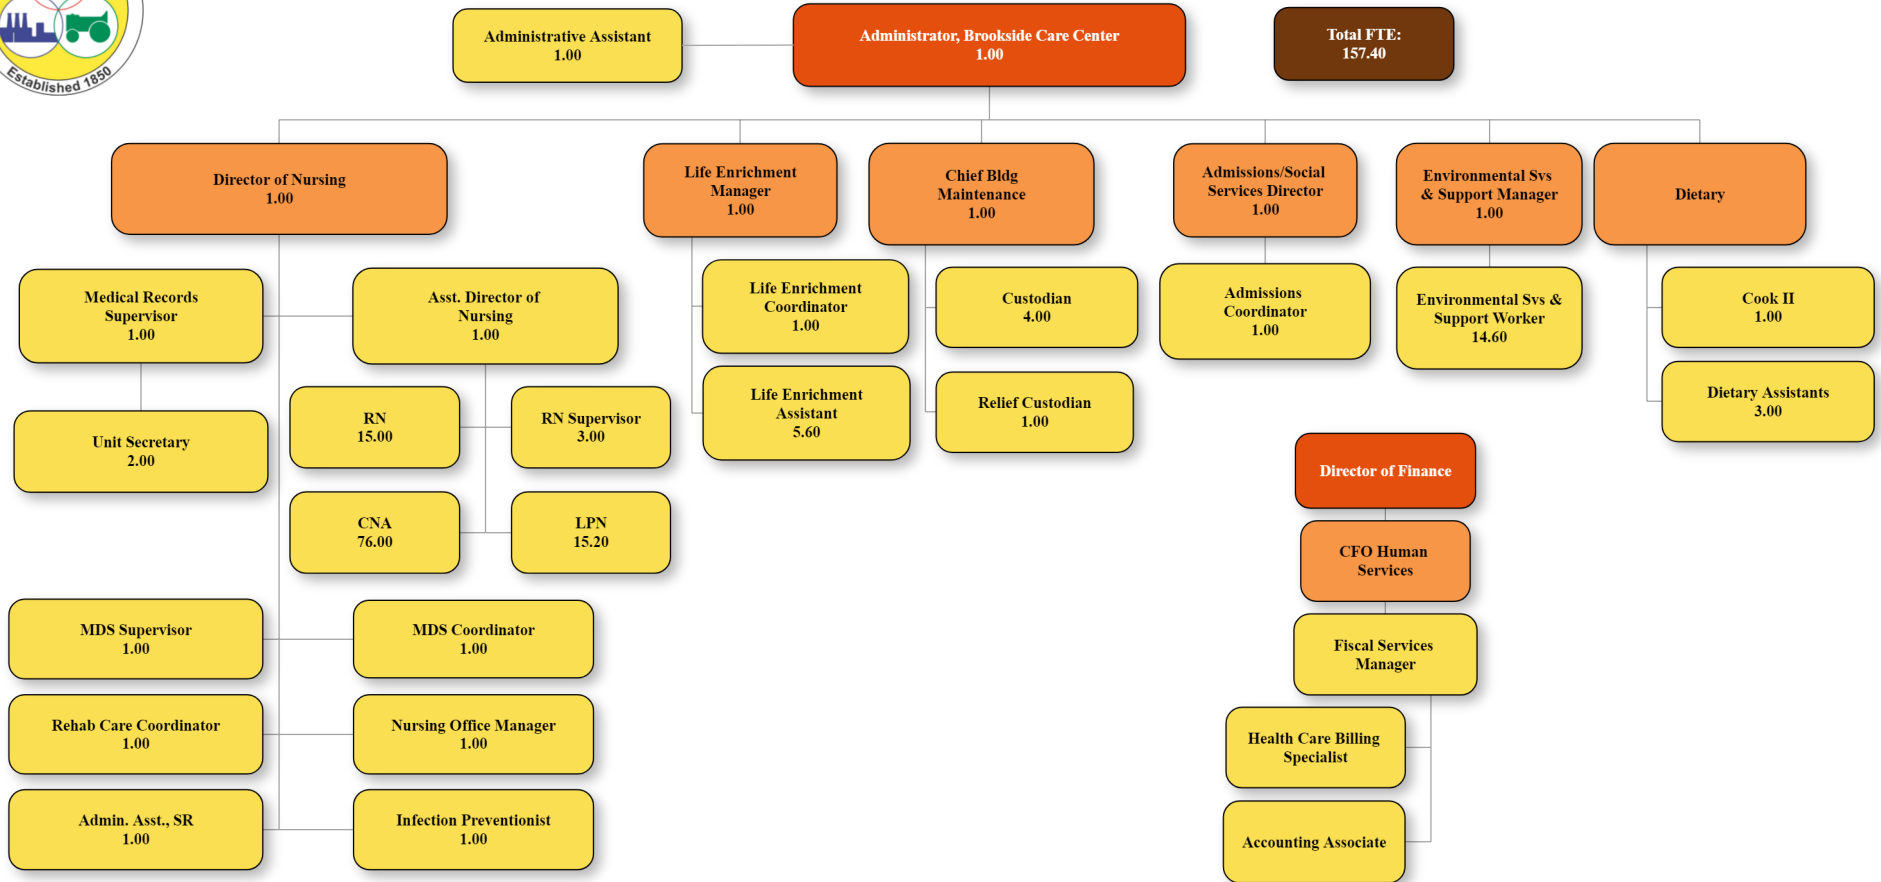 Established 1850
Administrative Assistant
1.00
Administrator, Brookside Care Center
1.00
Total FTE:
157.40
Director of Nursing
1.00
Life Enrichment
Manager
1.00
Chief Bldg
Maintenance
1.00
Admissions/Social
Services Director
1.00
Environmental Svs
& Support Manager
1.00
Dietary
Medical Records
Supervisor
1.00
Asst. Director of
Nursing
1.00
Life Enrichment
Coordinator
1.00
Custodian
4.00
Admissions
Coordinator
1.00
Environmental Svs &
Support Worker
14.60
Cook II
1.00
Unit Secretary
2.00
RN
15.00
RN Supervisor
3.00
Life Enrichment
Assistant
5.60
Relief Custodian
1.00
Dietary Assistants
3.00
CNA
76.00
LPN
15.20
Director of Finance
CFO Human
Services
Fiscal Services
Manager
Health Care Billing
Specialist
Accounting Associate
MDS Supervisor
1.00
MDS Coordinator
1.00
Rehab Care Coordinator
1.00
Nursing Office Manager
1.00
Admin. Asst., SR
1.00
Infection Preventionist
1.00